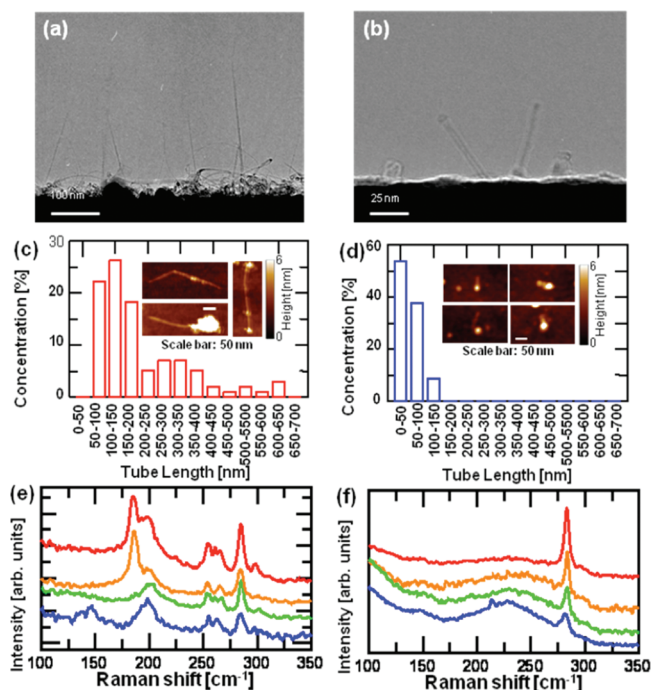 (a)
100 nm
(b)
25 nm
(c)
Concentration [%]
30
20
10
0
6
0
Height [nm]
Scale bar: 50 nm
0-50
50-100
100-150
150-200
200-250
250-300
300-350
350-400
400-450
450-500
500-5500
550-600
600-650
650-700
Tube Length [nm]
(d)
Concentration [%]
60
40
20
0
6
0
Height [nm]
Scale bar: 50 nm
0-50
50-100
100-150
150-200
200-250
250-300
300-350
350-400
400-450
450-500
500-5500
550-600
600-650
650-700
Tube Length [nm]
(e)
Intensity [arb. units]
100 150 200 250 300 350
Raman shift [cm-1]
(f)
Intensity [arb. units]
100 150 200 250 300 350
Raman shift [cm-1]